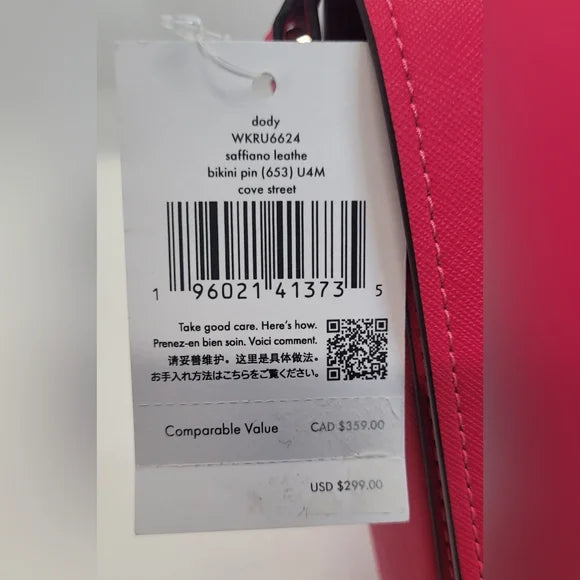 dody
WKRU6624
saffiano leathe
bikini pin (653) U4M
cove street
1 96021 41373 5
Take good care. Here's how.
Prenez-en bien soin. Voici comment.
请妥善维护。这里是具体做法。
お手入れ方法はこちらをご覧ください。
Comparable Value CAD $359.00
USD $299.00